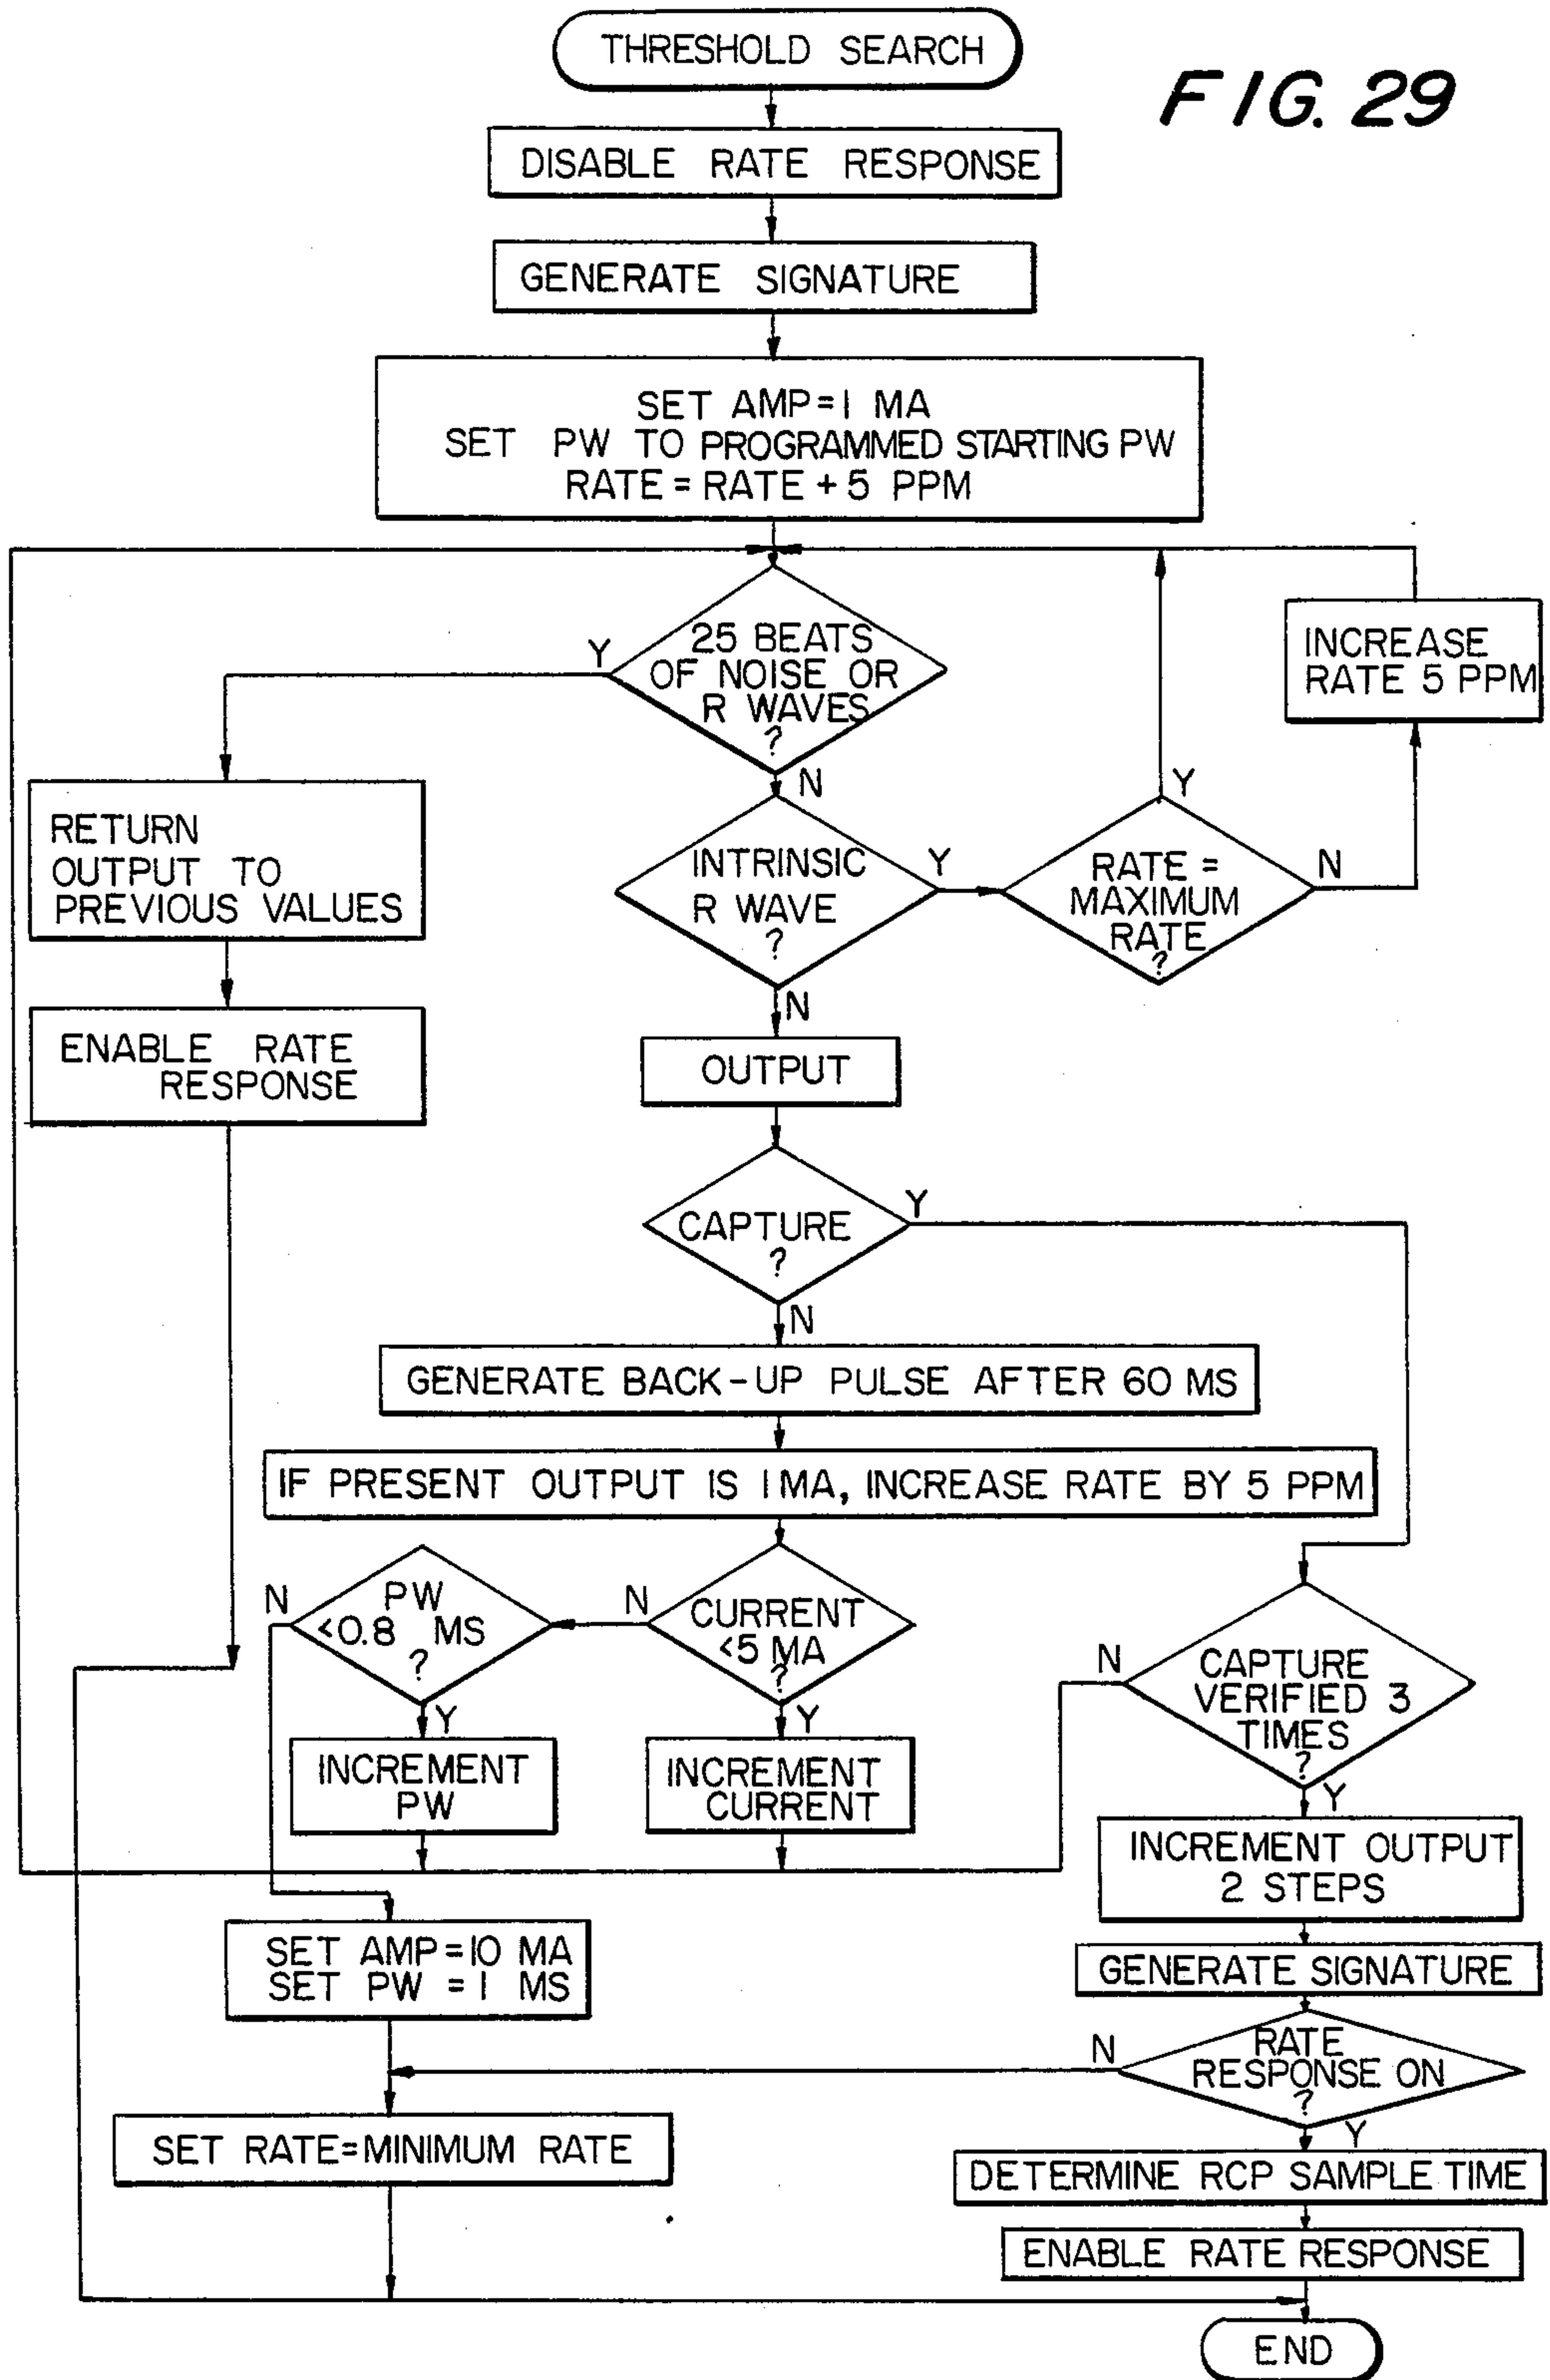 THRESHOLD SEARCH
FIG. 29
DISABLE RATE RESPONSE
GENERATE SIGNATURE
SET AMP=1 MA
SET PW TO PROGRAMMED STARTING PW
RATE = RATE + 5 PPM
25 BEATS
OF NOISE OR
R WAVES
?
Y
N
INCREASE
RATE 5 PPM
RETURN
OUTPUT TO
PREVIOUS VALUES
INTRINSIC
R WAVE
?
Y
N
RATE =
MAXIMUM
RATE
?
Y
N
ENABLE RATE
RESPONSE
OUTPUT
CAPTURE
?
Y
N
GENERATE BACK-UP PULSE AFTER 60 MS
IF PRESENT OUTPUT IS 1 MA, INCREASE RATE BY 5 PPM
PW
<0.8 MS
?
N
Y
CURRENT
<5 MA
?
N
Y
CAPTURE
VERIFIED 3
TIMES
?
N
Y
INCREMENT
PW
INCREMENT
CURRENT
INCREMENT OUTPUT
2 STEPS
SET AMP=10 MA
SET PW = 1 MS
GENERATE SIGNATURE
RATE
RESPONSE ON
?
N
Y
SET RATE=MINIMUM RATE
DETERMINE RCP SAMPLE TIME
ENABLE RATE RESPONSE
END